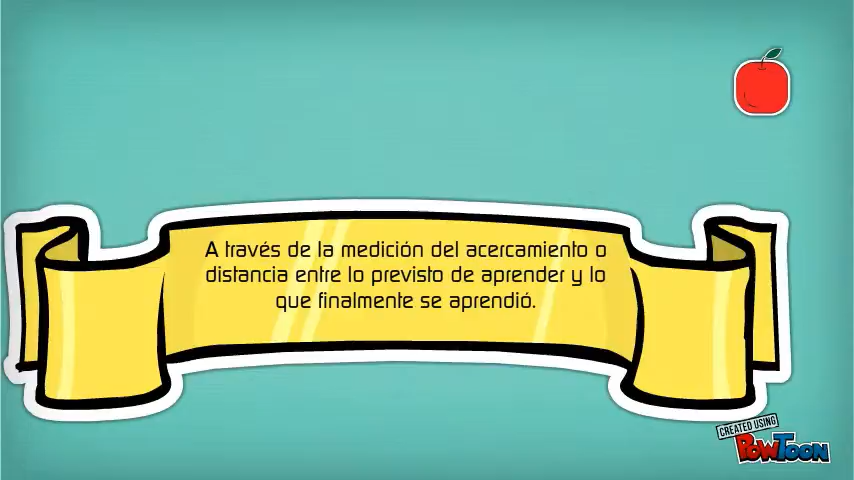 A través de la medición del acercamiento o
distancia entre lo previsto de aprender y lo
que finalmente se aprendió.
CREATED USING
PowToon